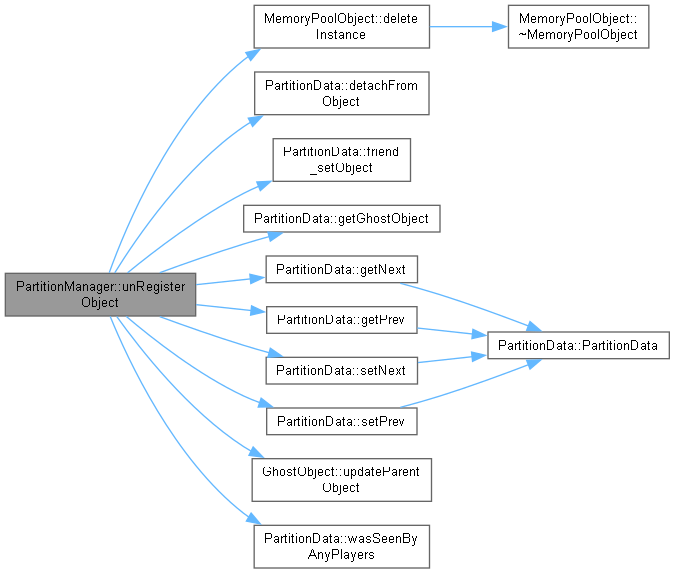 MemoryPoolObject::delete
Instance
MemoryPoolObject::
~MemoryPoolObject
PartitionData::detachFrom
Object
PartitionData::friend
_setObject
PartitionData::getGhostObject
PartitionManager::unRegister
Object
PartitionData::getNext
PartitionData::getPrev
PartitionData::PartitionData
PartitionData::setNext
PartitionData::setPrev
GhostObject::updateParent
Object
PartitionData::wasSeenBy
AnyPlayers